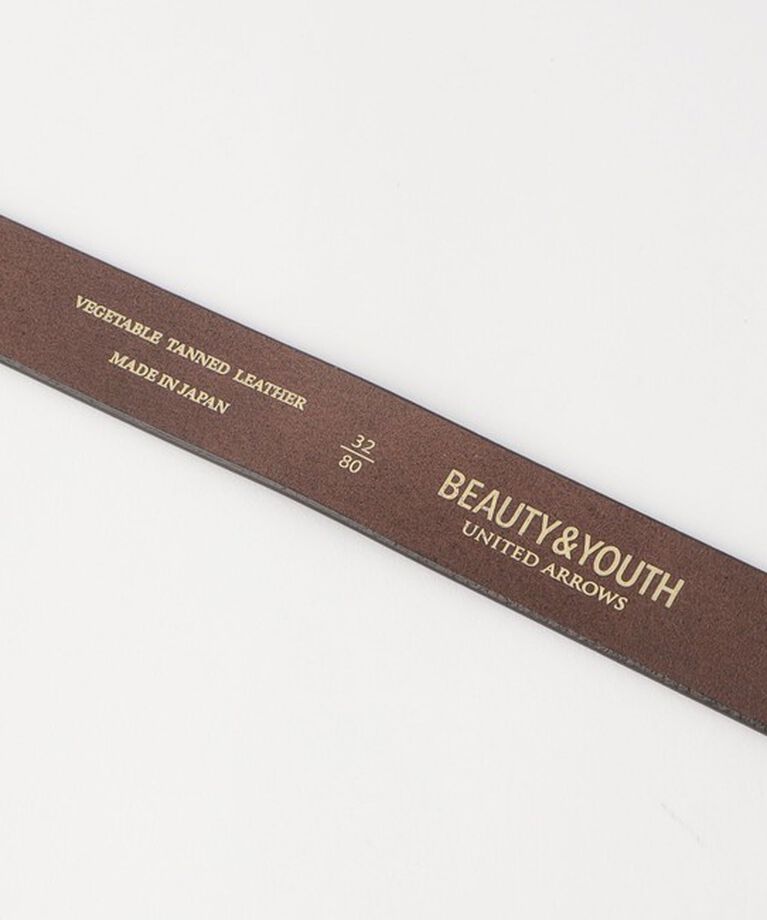 VEGETABLE TANNED LEATHER
MADE IN JAPAN
32
80
BEAUTY&YOUTH
UNITED ARROWS